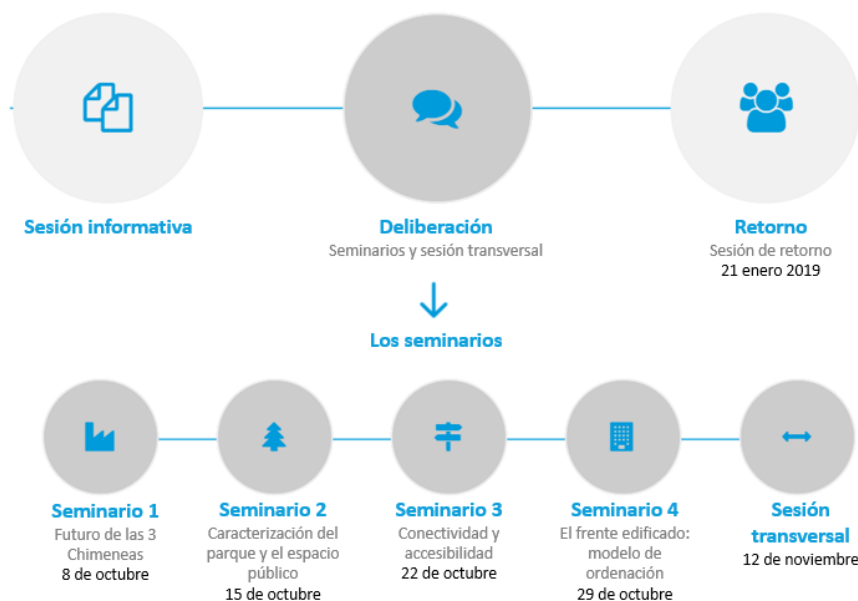 Sesión informativa
Deliberación
Seminarios y sesión transversal
Retorno
Sesión de retorno
21 enero 2019
Los seminarios
Seminario 1
Futuro de las 3
Chimeneas
8 de octubre
Seminario 2
Caracterización del
parque y el espacio
público
15 de octubre
Seminario 3
Conectividad y
accesibilidad
22 de octubre
Seminario 4
El frente edificado:
modelo de
ordenación
29 de octubre
Sesión
transversal
12 de noviembre